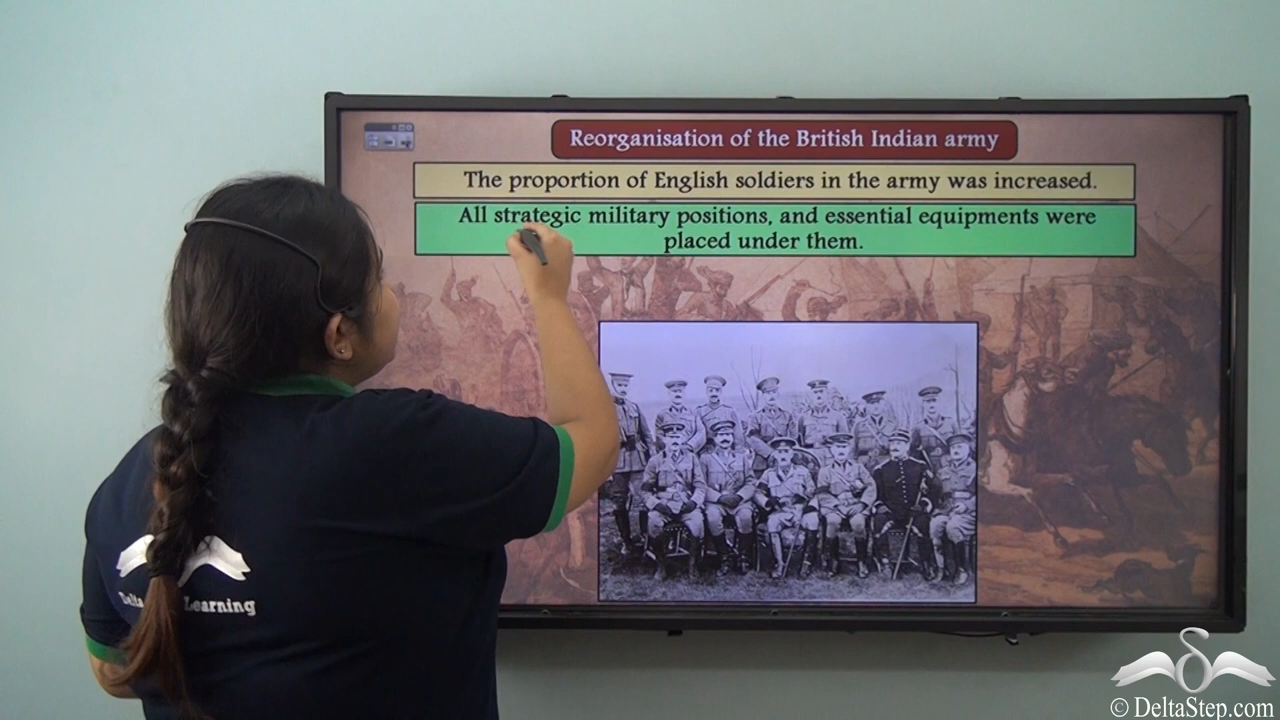 Reorganisation of the British Indian army
The proportion of English soldiers in the army was increased.
All strategic military positions, and essential equipments were
placed under them.
Delta Learning
© DeltaStep.com